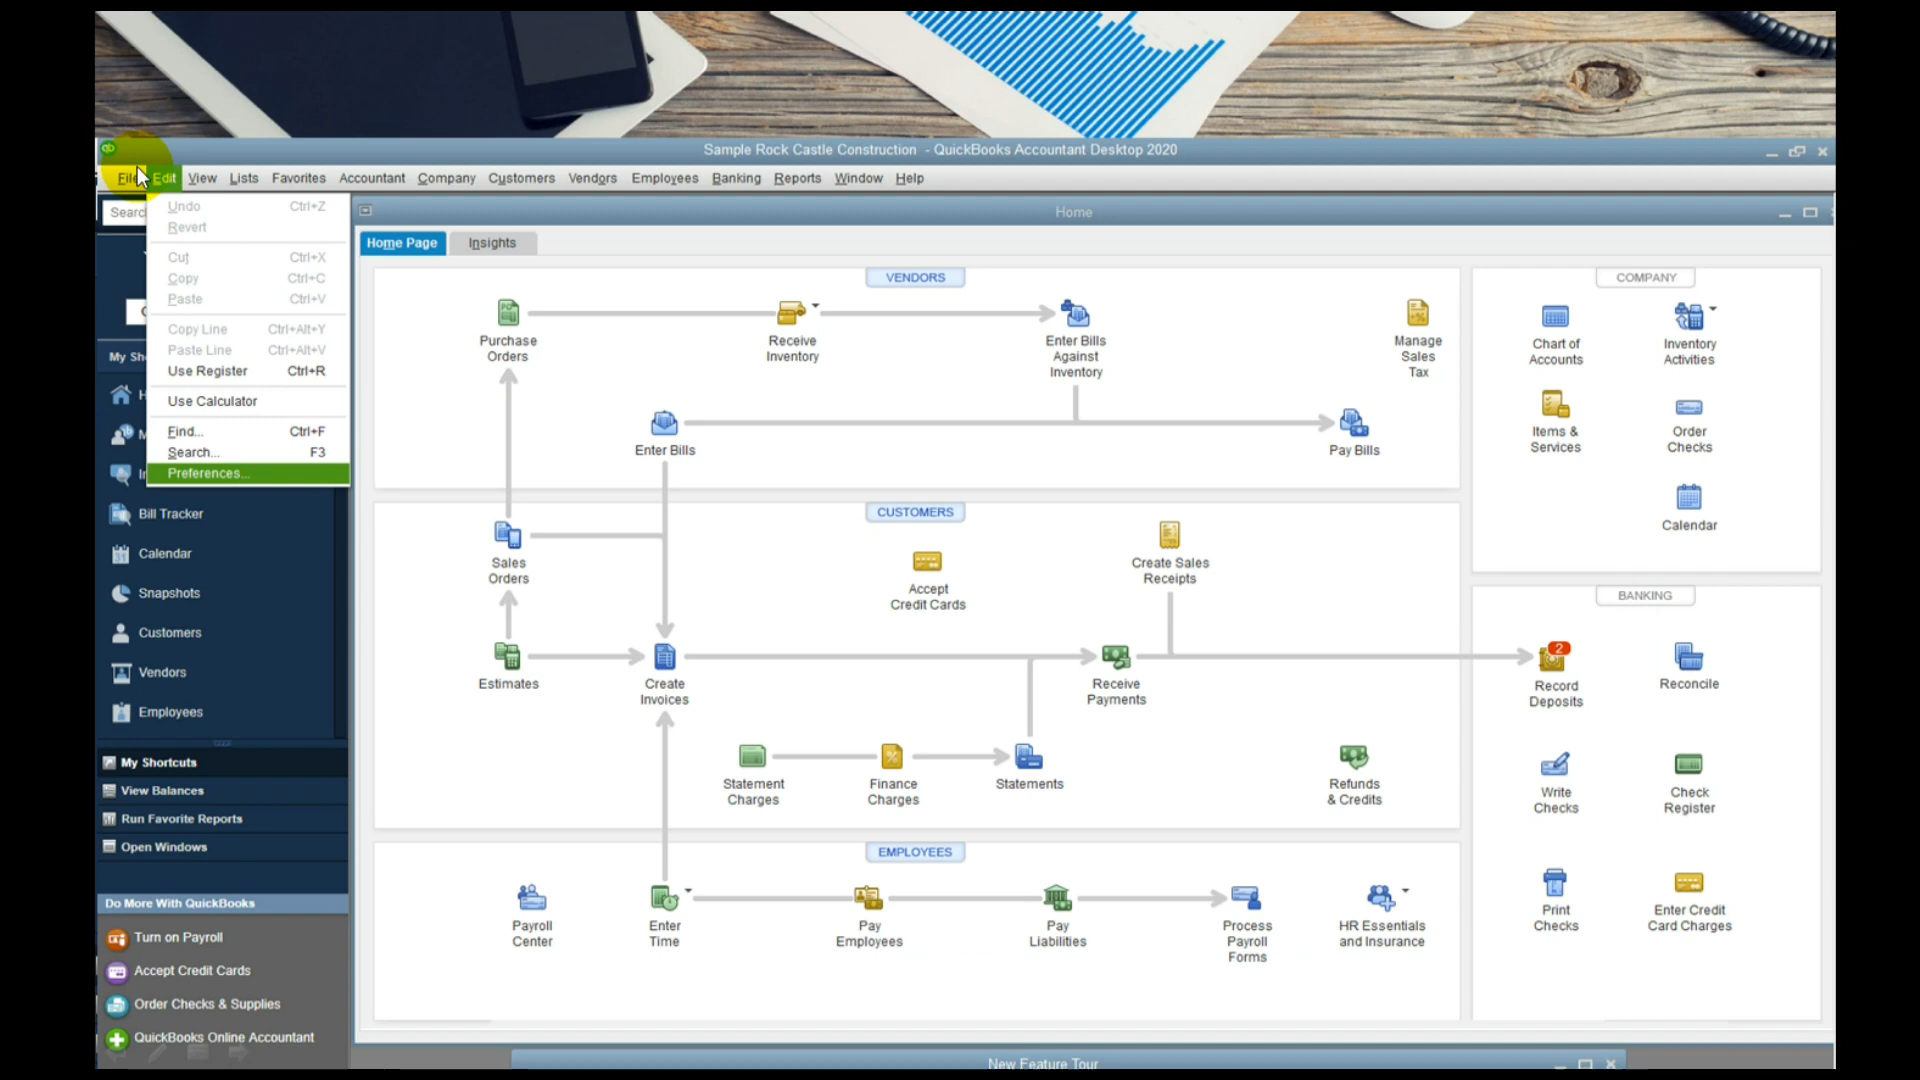 Sample Rock Castle Construction - QuickBooks Accountant Desktop 2020
File Edit View Lists Favorites Accountant Company Customers Vendors Employees Banking Reports Window Help
Home
Home Page Insights
Undo Ctrl+Z
Revert
Cut Ctrl+X
Copy Ctrl+C
Paste Ctrl+V
Copy Line Ctrl+Alt+Y
Paste Line Ctrl+Alt+V
Use Register Ctrl+R
Use Calculator
Find... Ctrl+F
Search... F3
Preferences...
Bill Tracker
Calendar
Snapshots
Customers
Vendors
Employees
My Shortcuts
View Balances
Run Favorite Reports
Open Windows
Do More With QuickBooks
Turn on Payroll
Accept Credit Cards
Order Checks & Supplies
QuickBooks Online Accountant
VENDORS
Purchase
Orders
Receive
Inventory
Enter Bills
Against
Inventory
Manage
Sales
Tax
Enter Bills
Pay Bills
CUSTOMERS
Sales
Orders
Accept
Credit Cards
Create Sales
Receipts
Estimates
Create
Invoices
Receive
Payments
Statement
Charges
Finance
Charges
Statements
Refunds
& Credits
EMPLOYEES
Payroll
Center
Enter
Time
Pay
Employees
Pay
Liabilities
Process
Payroll
Forms
HR Essentials
and Insurance
COMPANY
Chart of
Accounts
Inventory
Activities
Items &
Services
Order
Checks
Calendar
BANKING
2
Record
Deposits
Reconcile
Write
Checks
Check
Register
Print
Checks
Enter Credit
Card Charges
New Feature Tour